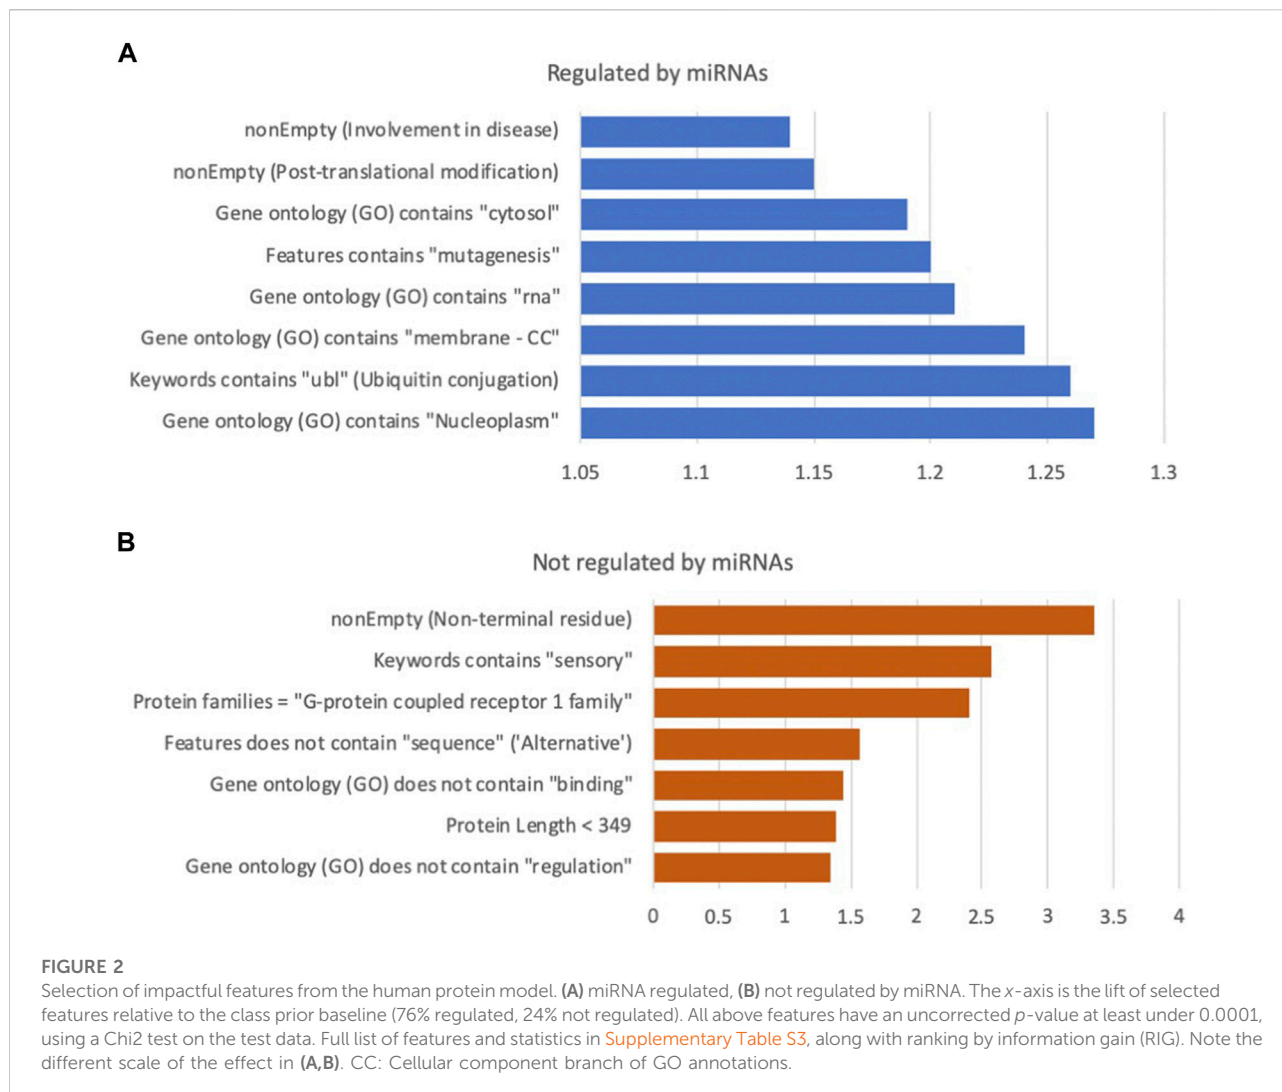 A
Regulated by miRNAs
nonEmpty (Involvement in disease)
nonEmpty (Post-translational modification)
Gene ontology (GO) contains "cytosol"
Features contains "mutagenesis"
Gene ontology (GO) contains "rna"
Gene ontology (GO) contains "membrane - CC"
Keywords contains "ubl" (Ubiquitin conjugation)
Gene ontology (GO) contains "Nucleoplasm"
1.05 1.1 1.15 1.2 1.25 1.3
B
Not regulated by miRNAs
nonEmpty (Non-terminal residue)
Keywords contains "sensory"
Protein families = "G-protein coupled receptor 1 family"
Features does not contain "sequence" ('Alternative')
Gene ontology (GO) does not contain "binding"
Protein Length < 349
Gene ontology (GO) does not contain "regulation"
0 0.5 1 1.5 2 2.5 3 3.5 4
FIGURE 2
Selection of impactful features from the human protein model. (A) miRNA regulated, (B) not regulated by miRNA. The x-axis is the lift of selected
features relative to the class prior baseline (76% regulated, 24% not regulated). All above features have an uncorrected p-value at least under 0.0001,
using a Chi2 test on the test data. Full list of features and statistics in Supplementary Table S3, along with ranking by information gain (RIG). Note the
different scale of the effect in (A,B). CC: Cellular component branch of GO annotations.